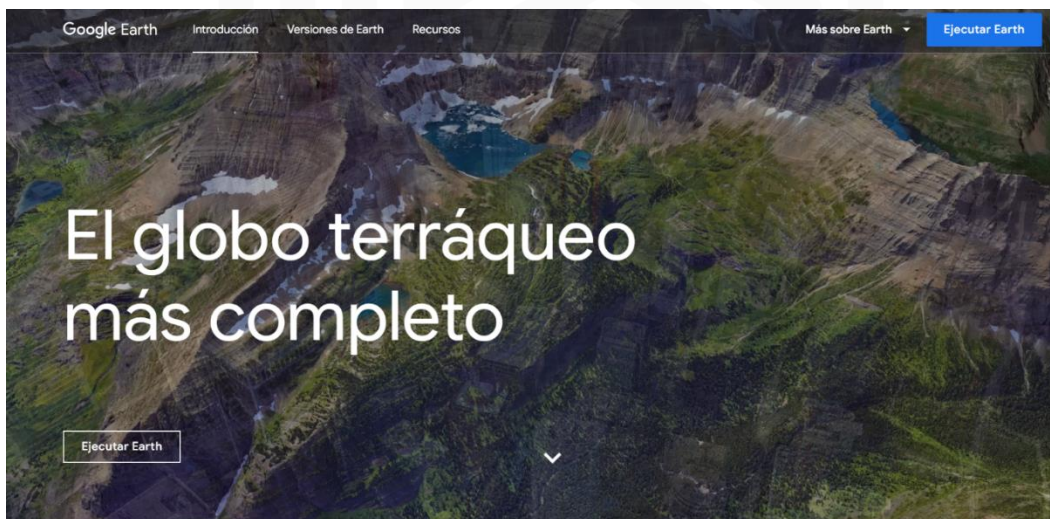 Google Earth Introducción Versiones de Earth Recursos Más sobre Earth Ejecutar Earth
El globo terráqueo
más completo
Ejecutar Earth